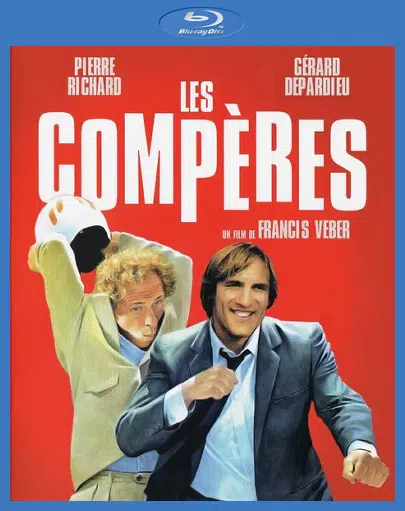 Blu-ray Disc
PIERRE
RICHARD
GÉRARD
DEPARDIEU
LES
COMPÈRES
UN FILM DE FRANCIS VEBER